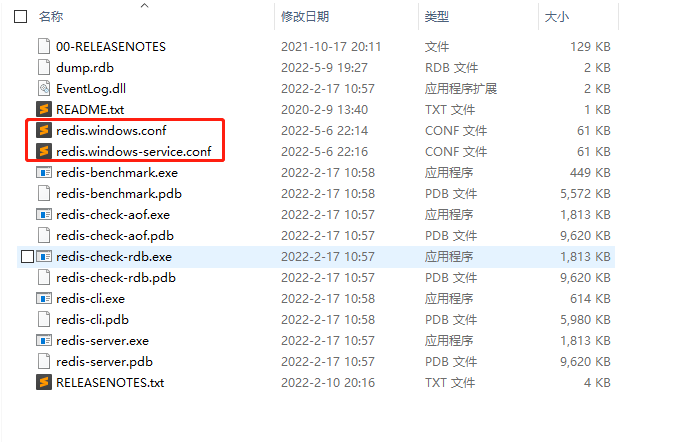 名称 修改日期 类型 大小
00-RELEASENOTES 2021-10-17 20:11 文件 129 KB
dump.rdb 2022-5-9 19:27 RDB 文件 2 KB
EventLog.dll 2022-2-17 10:57 应用程序扩展 2 KB
README.txt 2020-2-9 13:40 TXT 文件 1 KB
redis.windows.conf 2022-5-6 22:14 CONF 文件 61 KB
redis.windows-service.conf 2022-5-6 22:16 CONF 文件 61 KB
redis-benchmark.exe 2022-2-17 10:58 应用程序 449 KB
redis-benchmark.pdb 2022-2-17 10:58 PDB 文件 5,572 KB
redis-check-aof.exe 2022-2-17 10:57 应用程序 1,813 KB
redis-check-aof.pdb 2022-2-17 10:57 PDB 文件 9,620 KB
redis-check-rdb.exe 2022-2-17 10:57 应用程序 1,813 KB
redis-check-rdb.pdb 2022-2-17 10:57 PDB 文件 9,620 KB
redis-cli.exe 2022-2-17 10:58 应用程序 614 KB
redis-cli.pdb 2022-2-17 10:58 PDB 文件 5,980 KB
redis-server.exe 2022-2-17 10:57 应用程序 1,813 KB
redis-server.pdb 2022-2-17 10:57 PDB 文件 9,620 KB
RELEASENOTES.txt 2022-2-10 20:16 TXT 文件 4 KB